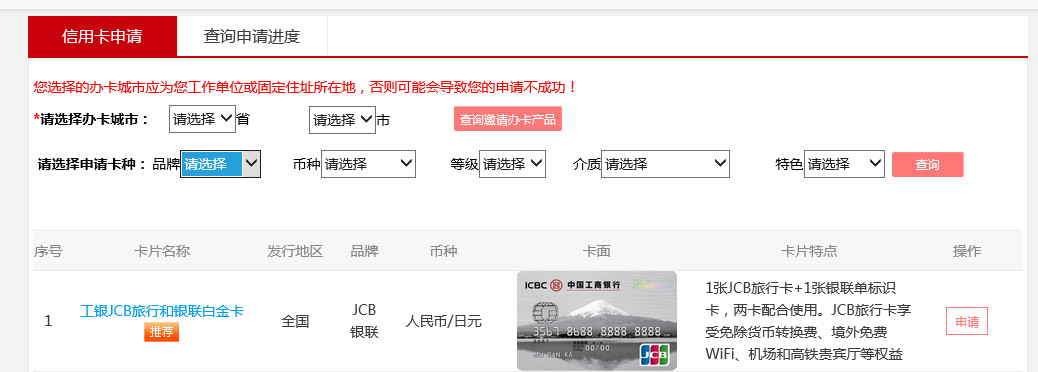 信用卡申请 查询申请进度
您选择的办卡城市应为您工作单位或固定住址所在地，否则可能会导致您的申请不成功！
*请选择办卡城市： 请选择 省 请选择 市 查询邀请办卡产品
请选择申请卡种： 品牌 请选择 币种 请选择 等级 请选择 介质 请选择 特色 请选择 查询
序号 卡片名称 发行地区 品牌 币种 卡面 卡片特点 操作
1 工银JCB旅行和银联白金卡 推荐 全国 JCB 银联 人民币/日元
ICBC 中国工商银行
3567 8688 8888 8888
00/00
JCB
1张JCB旅行卡+1张银联单标识
卡，两卡配合使用。JCB旅行卡享
受免除货币转换费、境外免费
WiFi、机场和高铁贵宾厅等权益
申请